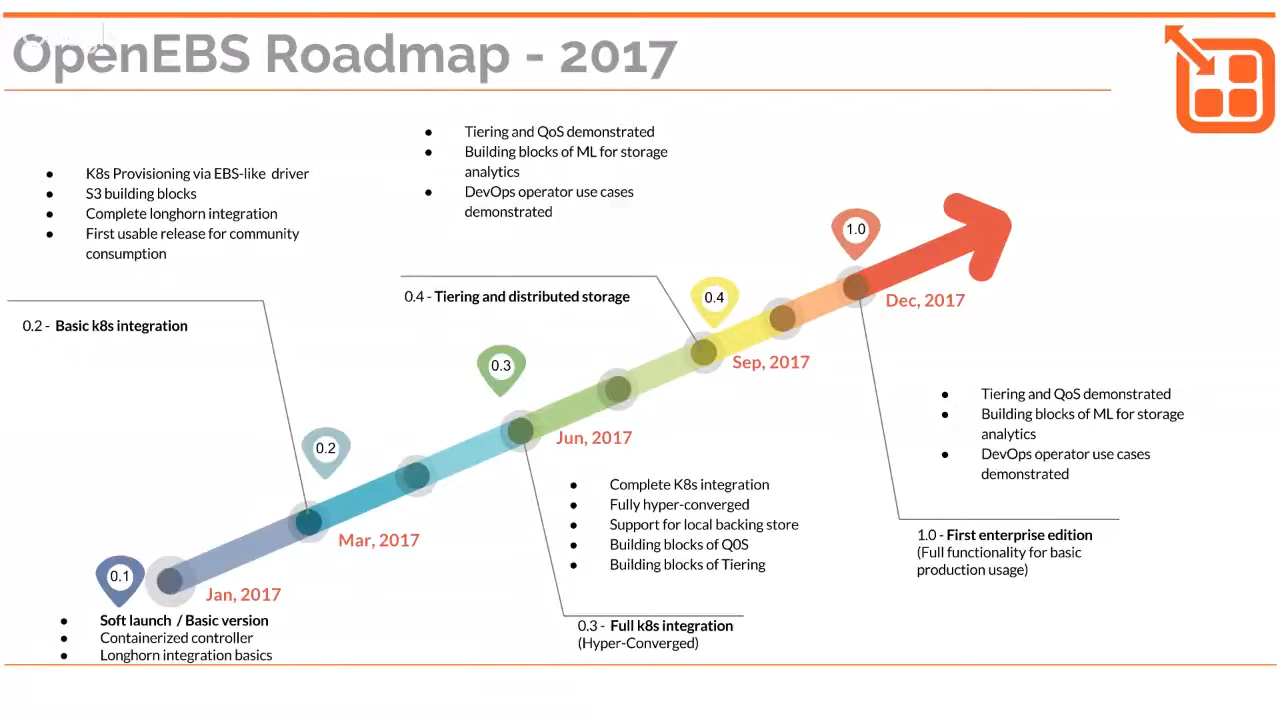 OpenEBS Roadmap - 2017
Tiering and QoS demonstrated
Building blocks of ML for storage
analytics
DevOps operator use cases
demonstrated
K8s Provisioning via EBS-like driver
S3 building blocks
Complete longhorn integration
First usable release for community
consumption
0.4 - Tiering and distributed storage
0.2 - Basic k8s integration
1.0
0.4
Dec, 2017
Sep, 2017
0.3
Jun, 2017
0.2
Mar, 2017
0.1
Jan, 2017
Tiering and QoS demonstrated
Building blocks of ML for storage
analytics
DevOps operator use cases
demonstrated
1.0 - First enterprise edition
(Full functionality for basic
production usage)
Complete K8s integration
Fully hyper-converged
Support for local backing store
Building blocks of Q0S
Building blocks of Tiering
0.3 - Full k8s integration
(Hyper-Converged)
Soft launch / Basic version
Containerized controller
Longhorn integration basics